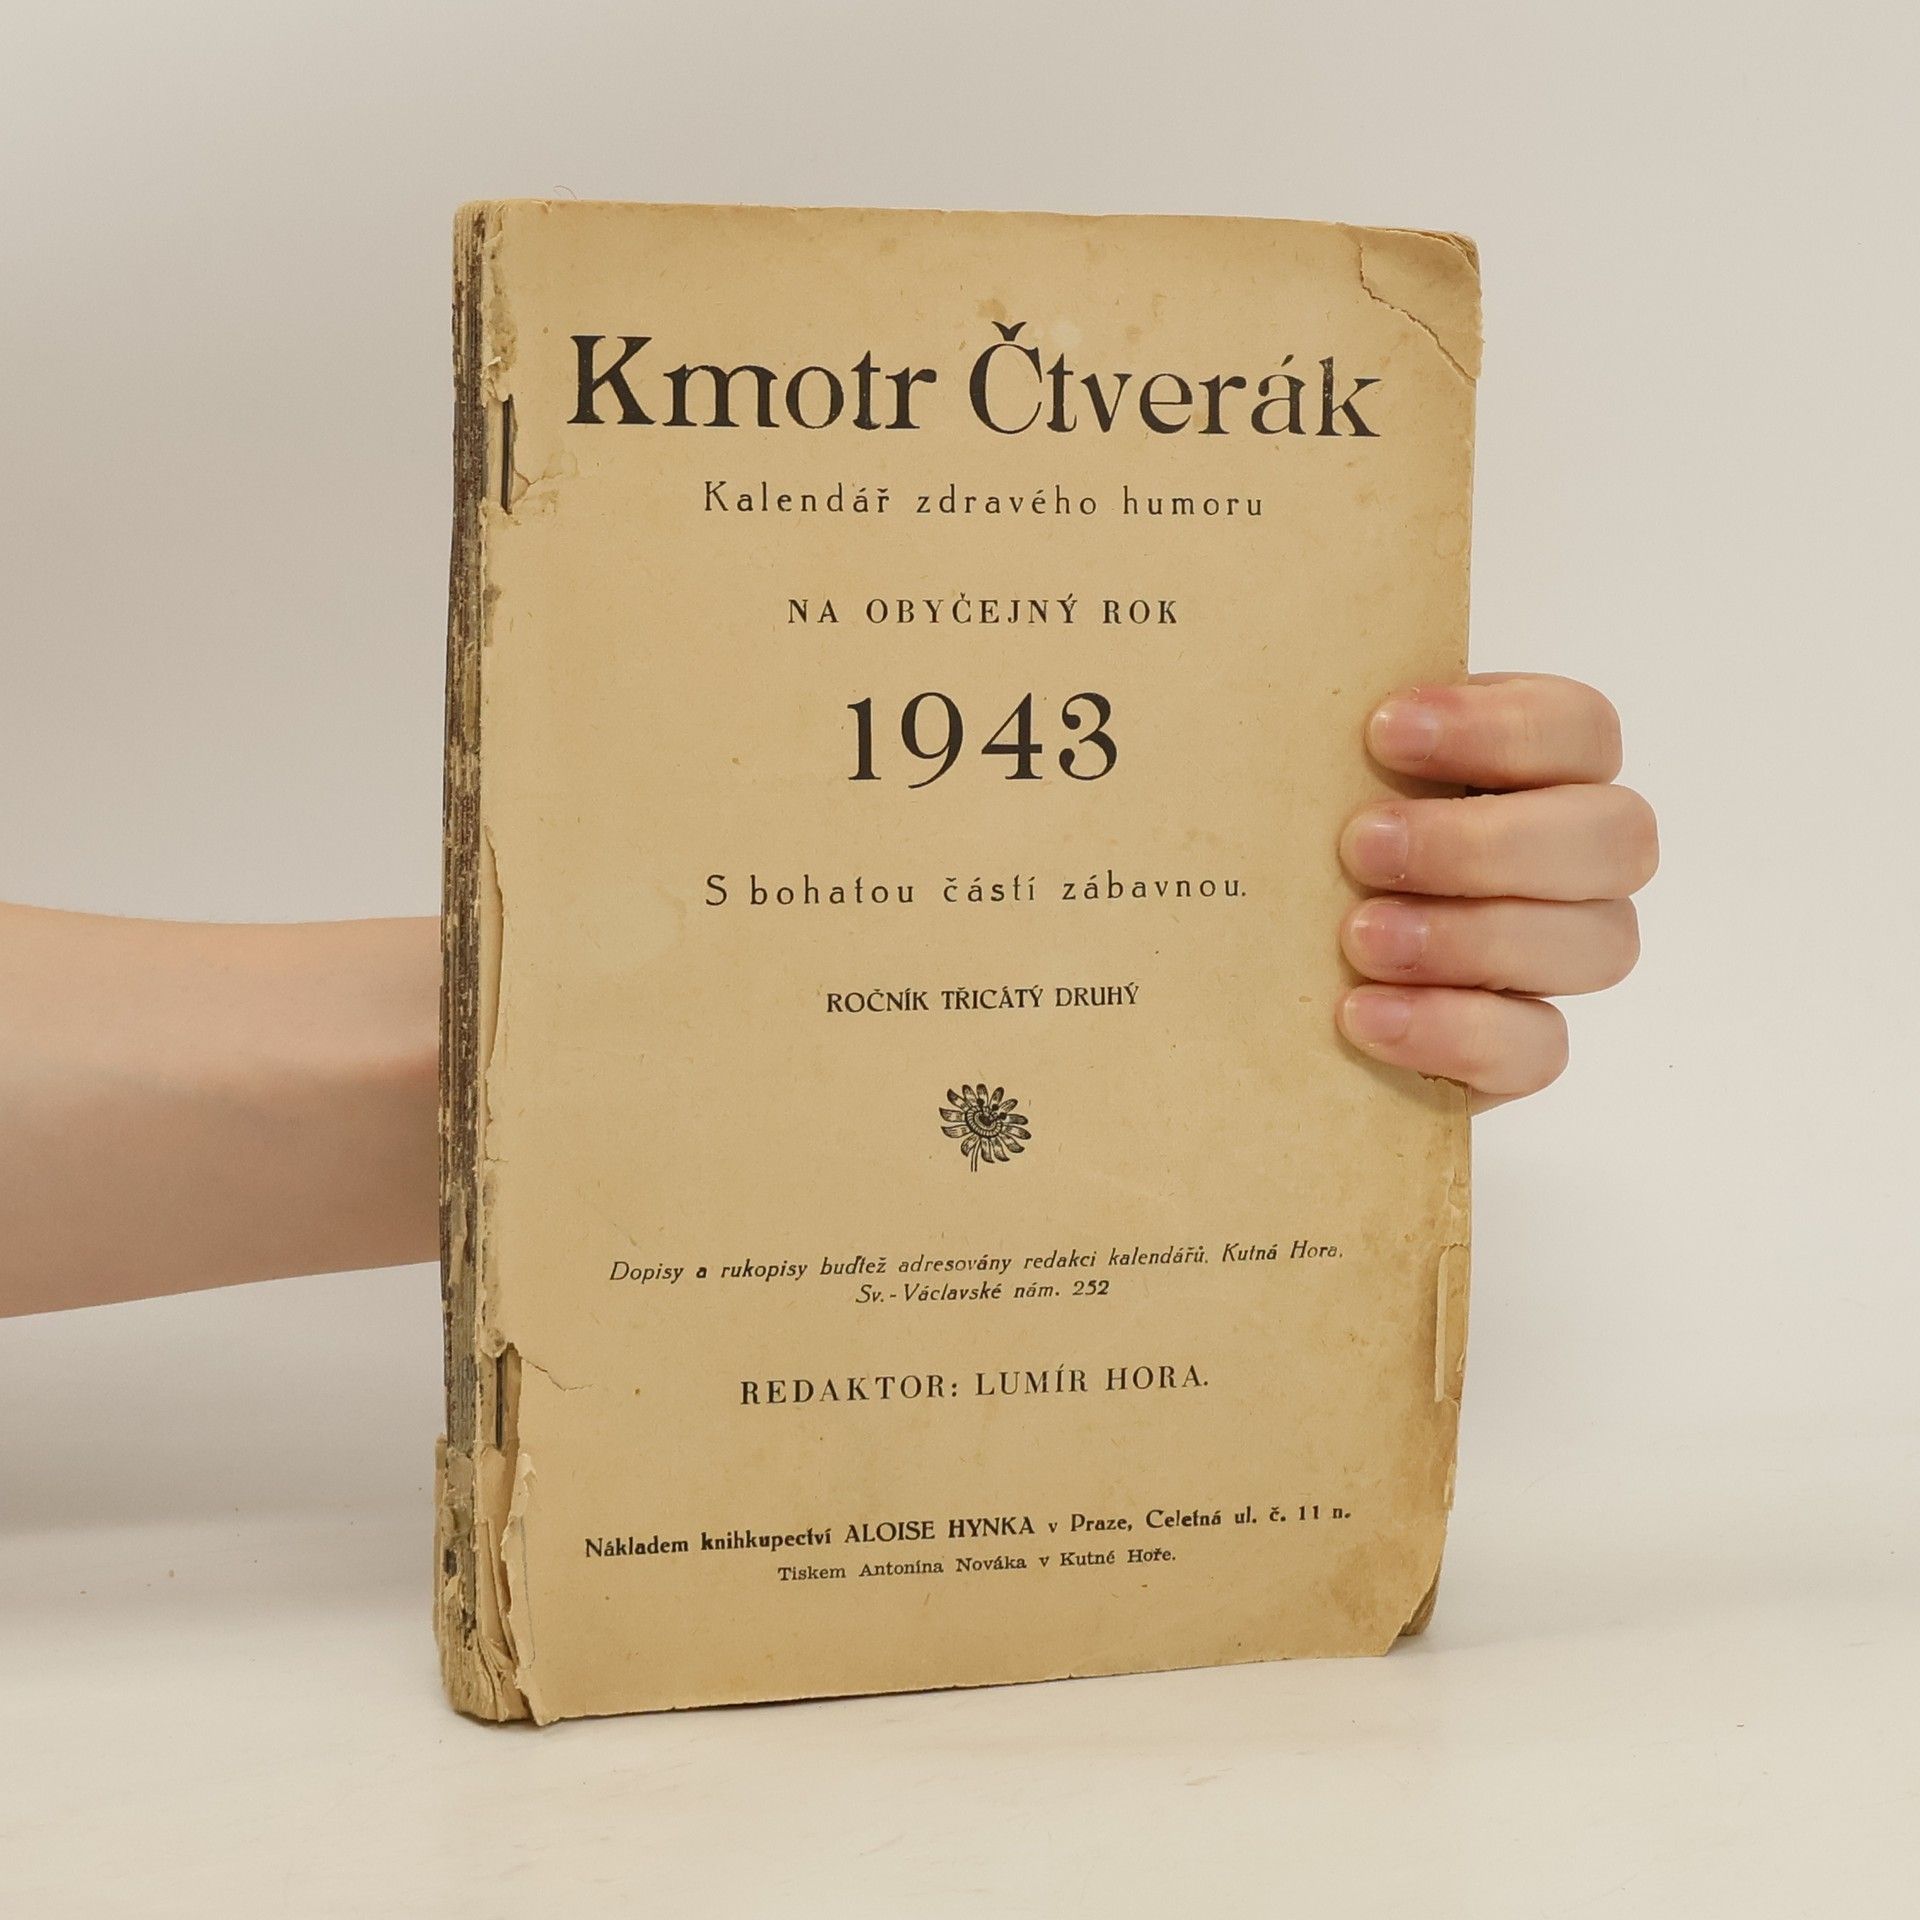 Kmotr Čtverák
Kalendář zdravého humoru
NA OBYČEJNÝ ROK
1943
S bohatou částí zábavnou.
ROČNÍK TŘICÁTÝ DRUHÝ
Dopisy a rukopisy buďtež adresovány redakci kalendářů, Kutná Hora,
Sv.-Václavské nám. 252
REDAKTOR: LUMÍR HORA.
Nákladem knihkupectví ALOISE HYNKA v Praze, Celetná ul. č. 11 n.
Tiskem Antonína Nováka v Kutné Hoře.